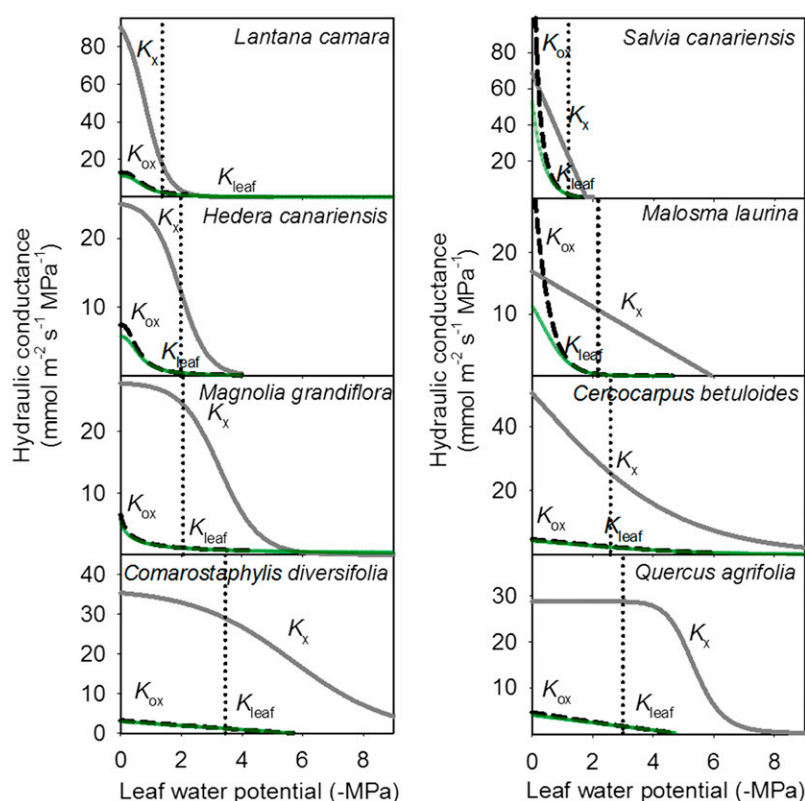 Lantana camara
80
60
40
20
Kx
Kox
Kleaf
Hedera canariensis
20
10
Kx
Kox
Kleaf
Magnolia grandiflora
20
10
Kx
Kox
Kleaf
Comarostaphylis diversifolia
40
30
20
10
0
Kx
Kox
Kleaf
0 2 4 6 8
Leaf water potential (-MPa)
Hydraulic conductance
(mmol m⁻² s⁻¹ MPa⁻¹)
Salvia canariensis
80
60
40
20
Kox
Kx
Kleaf
Malosma laurina
20
10
Kox
Kx
Kleaf
Cercocarpus betuloides
40
20
Kx
Kox
Kleaf
Quercus agrifolia
40
30
20
10
Kx
Kox
Kleaf
0 2 4 6 8
Leaf water potential (-MPa)
Hydraulic conductance
(mmol m⁻² s⁻¹ MPa⁻¹)